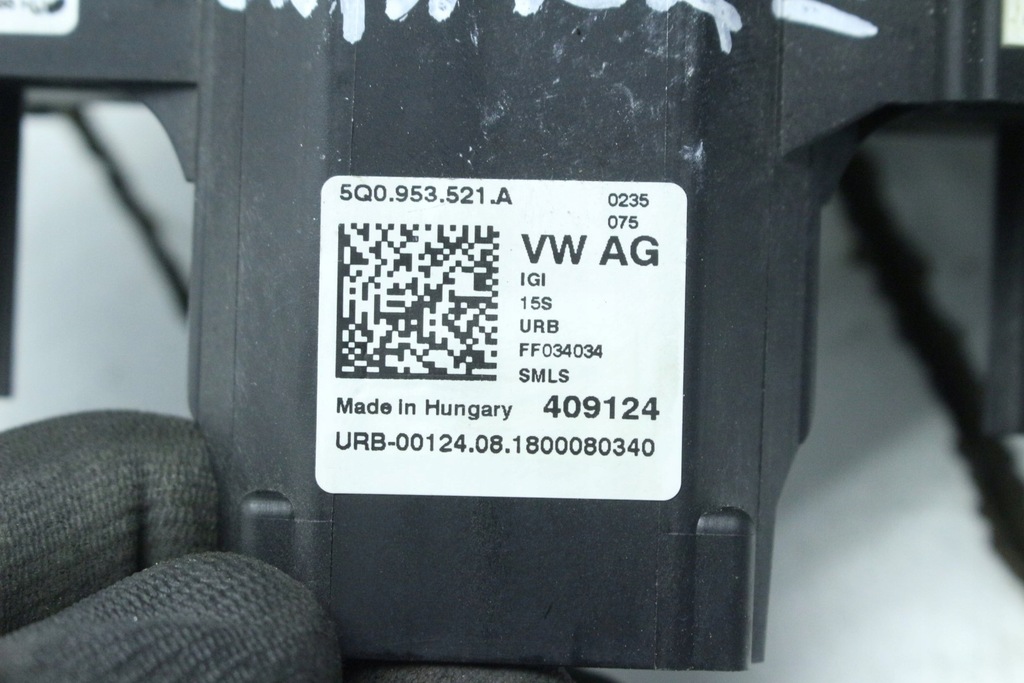 5Q0.953.521.A
0235
075
VW AG
IGI
15S
URB
FF034034
SMLS
Made in Hungary 409124
URB-00124.08.1800080340